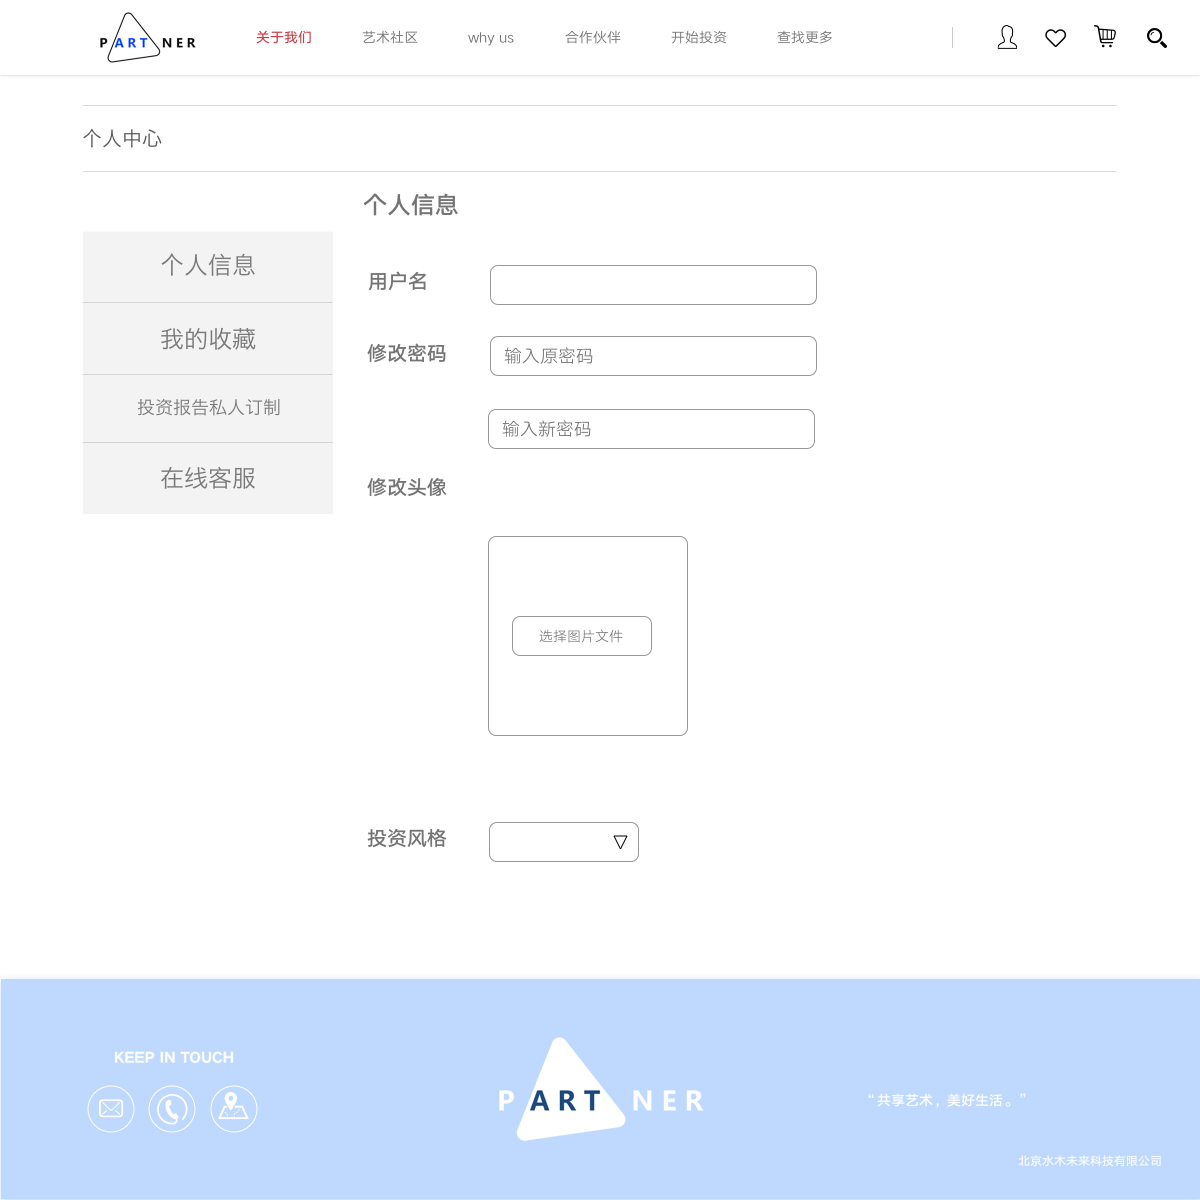 PARTNER
关于我们
艺术社区
why us
合作伙伴
开始投资
查找更多
个人中心
个人信息
个人信息
我的收藏
投资报告私人订制
在线客服
用户名
修改密码
输入原密码
输入新密码
修改头像
选择图片文件
投资风格
KEEP IN TOUCH
PARTNER
“共享艺术，美好生活。”
北京水木未来科技有限公司